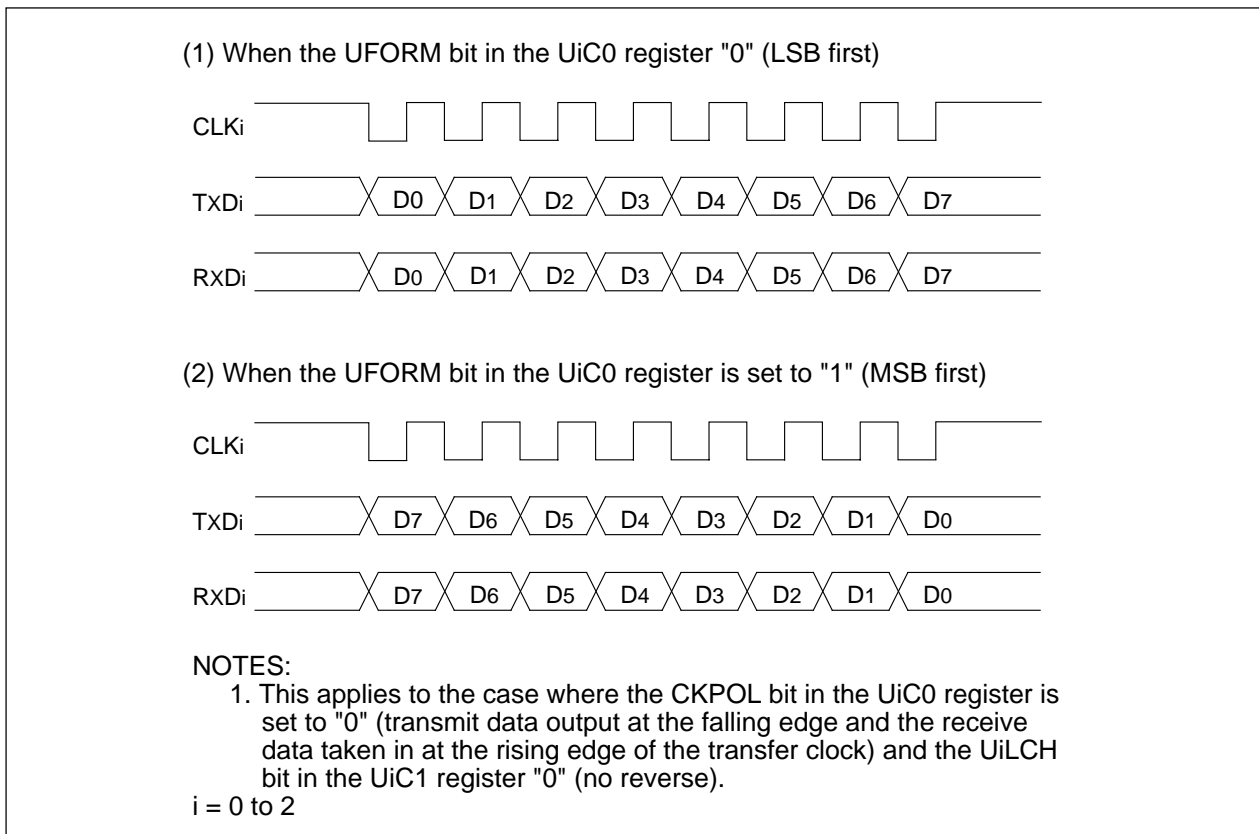 (1) When the UFORM bit in the UiC0 register "0" (LSB first)
CLKi
TXDi D0 D1 D2 D3 D4 D5 D6 D7
RXDi D0 D1 D2 D3 D4 D5 D6 D7
(2) When the UFORM bit in the UiC0 register is set to "1" (MSB first)
CLKi
TXDi D7 D6 D5 D4 D3 D2 D1 D0
RXDi D7 D6 D5 D4 D3 D2 D1 D0
NOTES:
1. This applies to the case where the CKPOL bit in the UiC0 register is
set to "0" (transmit data output at the falling edge and the receive
data taken in at the rising edge of the transfer clock) and the UiLCH
bit in the UiC1 register "0" (no reverse).
i = 0 to 2